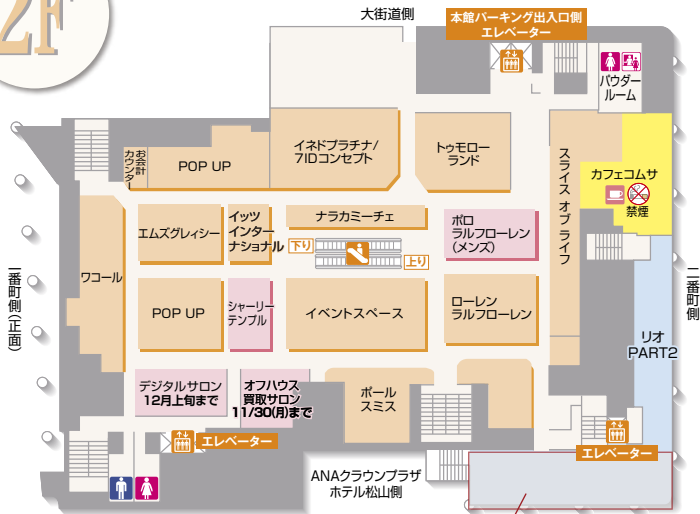 2F
大街道側
本館パーキング出入口側
エレベーター
パウダー
ルーム
お会計
カウンター
POP UP
イネドプラチナ/
7IDコンセプト
トゥモロー
ランド
スライス オブ ライフ
カフェコムサ
禁煙
エムズグレィシー
イッツ
インター
ナショナル
ナラカミーチェ
下り
上り
ポロ
ラルフローレン
(メンズ)
ワコール
POP UP
シャーリー
テンプル
イベントスペース
ローレン
ラルフローレン
一番町側(正面)
二番町側
リオ
PART2
デジタルサロン
12月上旬まで
オフハウス
買取サロン
11/30(月)まで
ポール
スミス
エレベーター
エレベーター
ANAクラウンプラザ
ホテル松山側